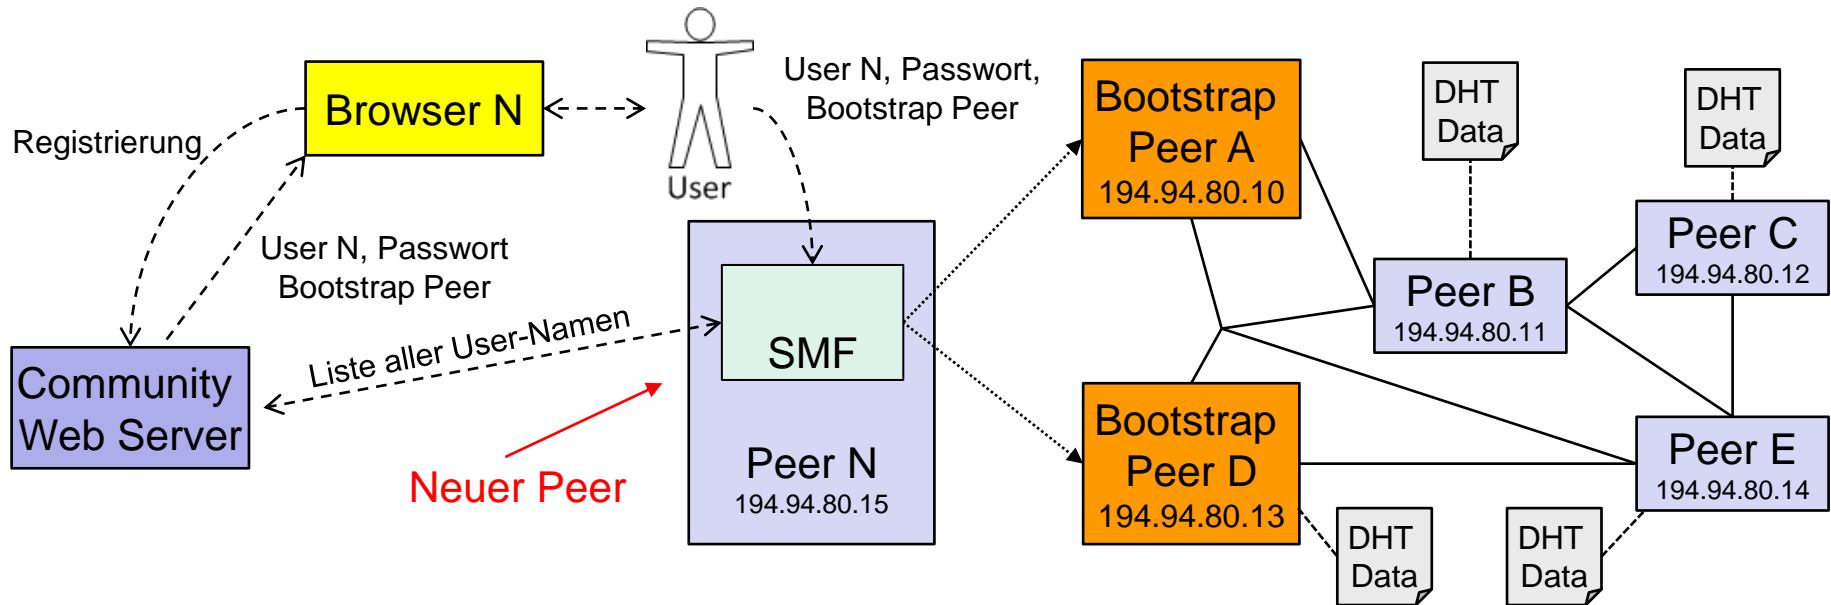 Browser N
User N, Passwort,
Bootstrap Peer
Registrierung
User
User N, Passwort
Bootstrap Peer
Liste aller User-Namen
Community
Web Server
SMF
Neuer Peer
Peer N
194.94.80.15
Bootstrap
Peer A
194.94.80.10
DHT
Data
DHT
Data
Peer B
194.94.80.11
Peer C
194.94.80.12
Bootstrap
Peer D
194.94.80.13
Peer E
194.94.80.14
DHT
Data
DHT
Data